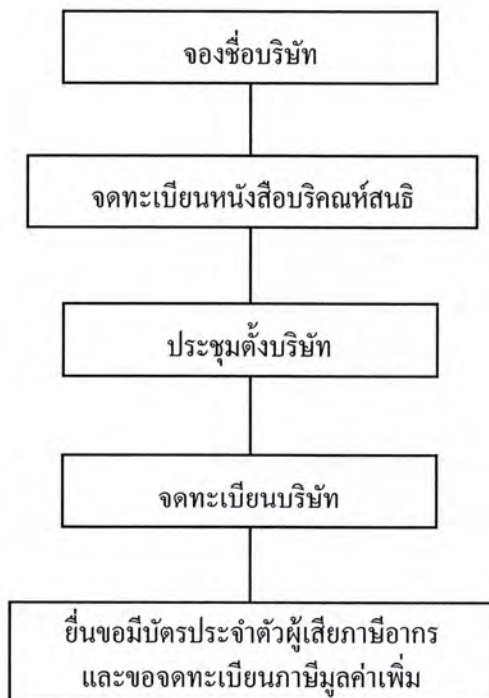 จองชื่อบริษัท
จดทะเบียนหนังสือบริคณห์สนธิ
ประชุมตั้งบริษัท
จดทะเบียนบริษัท
ยื่นขอมีบัตรประจำตัวผู้เสียภาษีอากร
และขอจดทะเบียนภาษีมูลค่าเพิ่ม